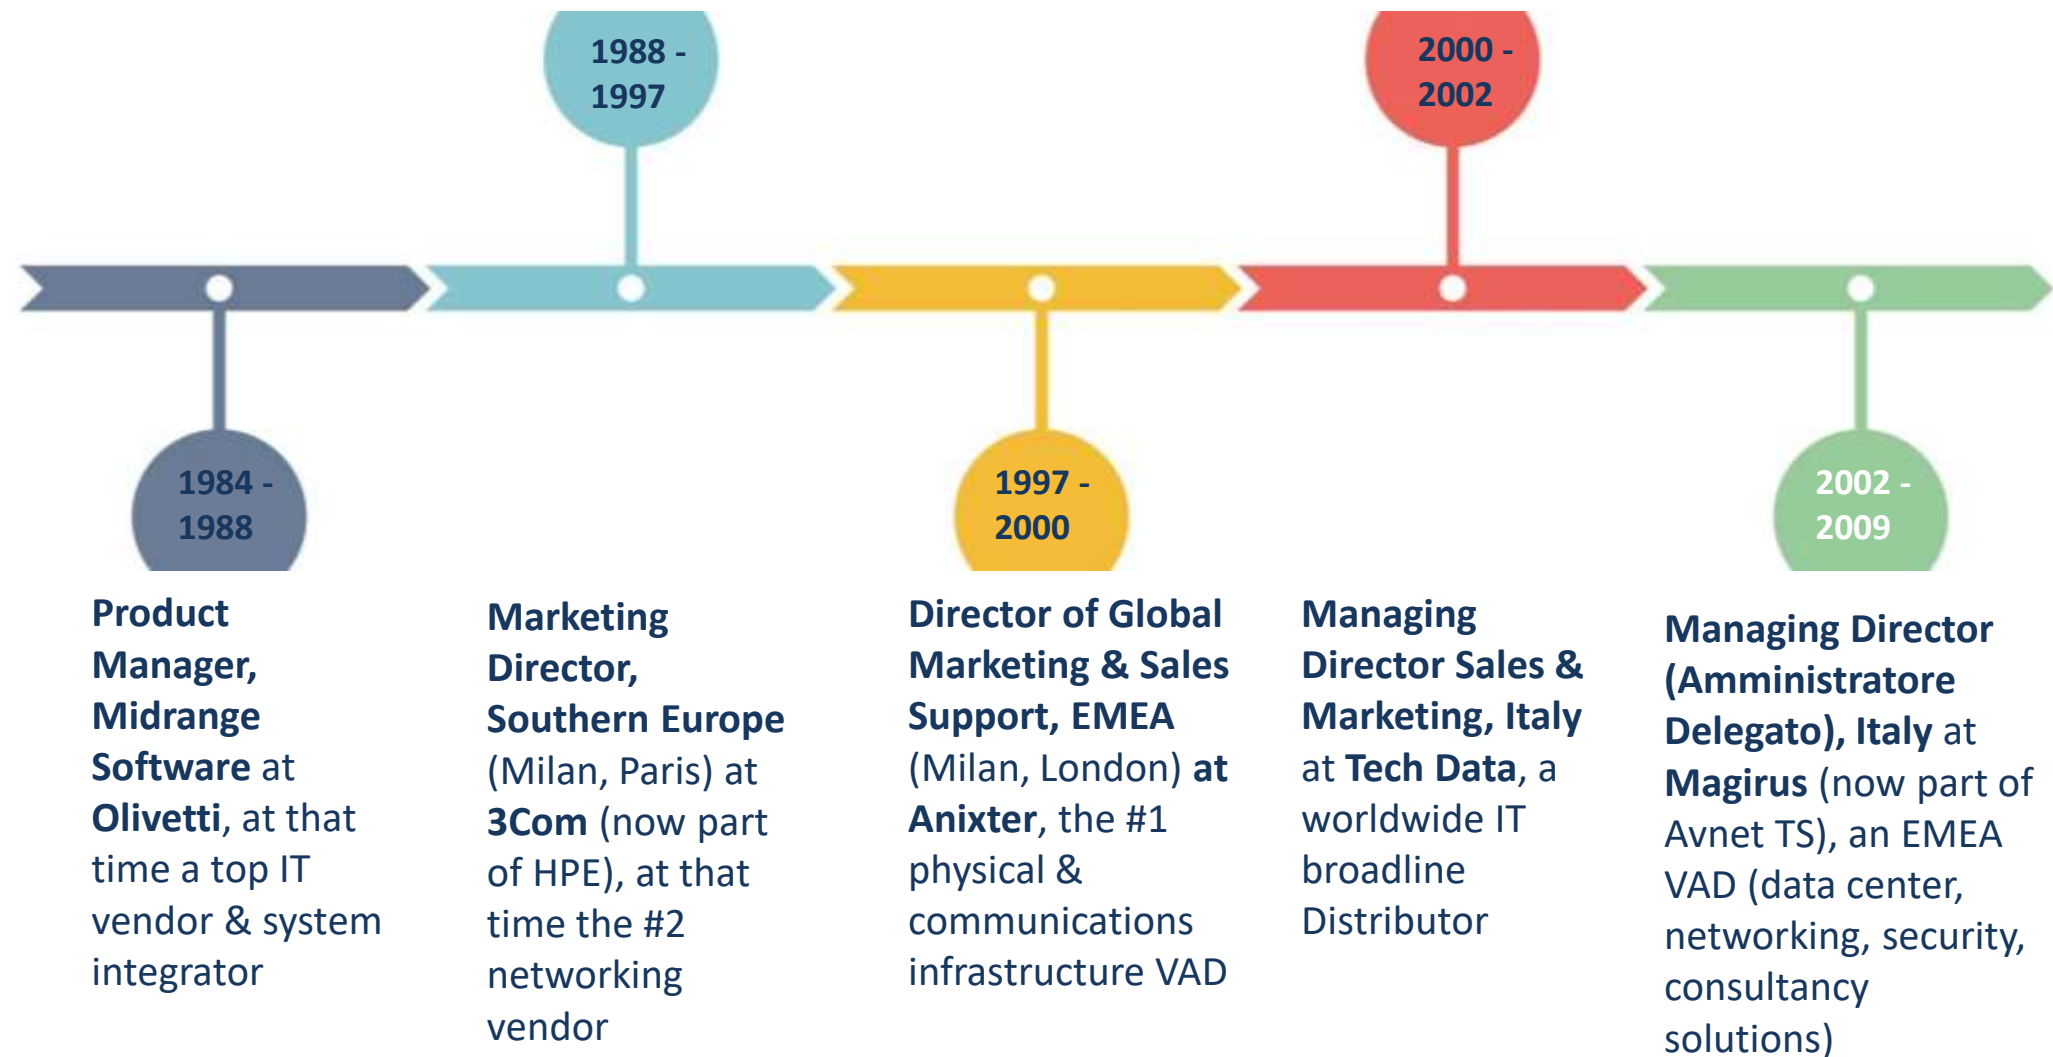 1988 -
1997
2000 -
2002
1984 -
1988
1997 -
2000
2002 -
2009
Product
Manager,
Midrange
Software at
Olivetti, at that
time a top IT
vendor & system
integrator
Marketing
Director,
Southern Europe
(Milan, Paris) at
3Com (now part
of HPE), at that
time the #2
networking
vendor
Director of Global
Marketing & Sales
Support, EMEA
(Milan, London) at
Anixter, the #1
physical &
communications
infrastructure VAD
Managing
Director Sales &
Marketing, Italy
at Tech Data, a
worldwide IT
broadline
Distributor
Managing Director
(Amministratore
Delegato), Italy at
Magirus (now part of
Avnet TS), an EMEA
VAD (data center,
networking, security,
consultancy
solutions)